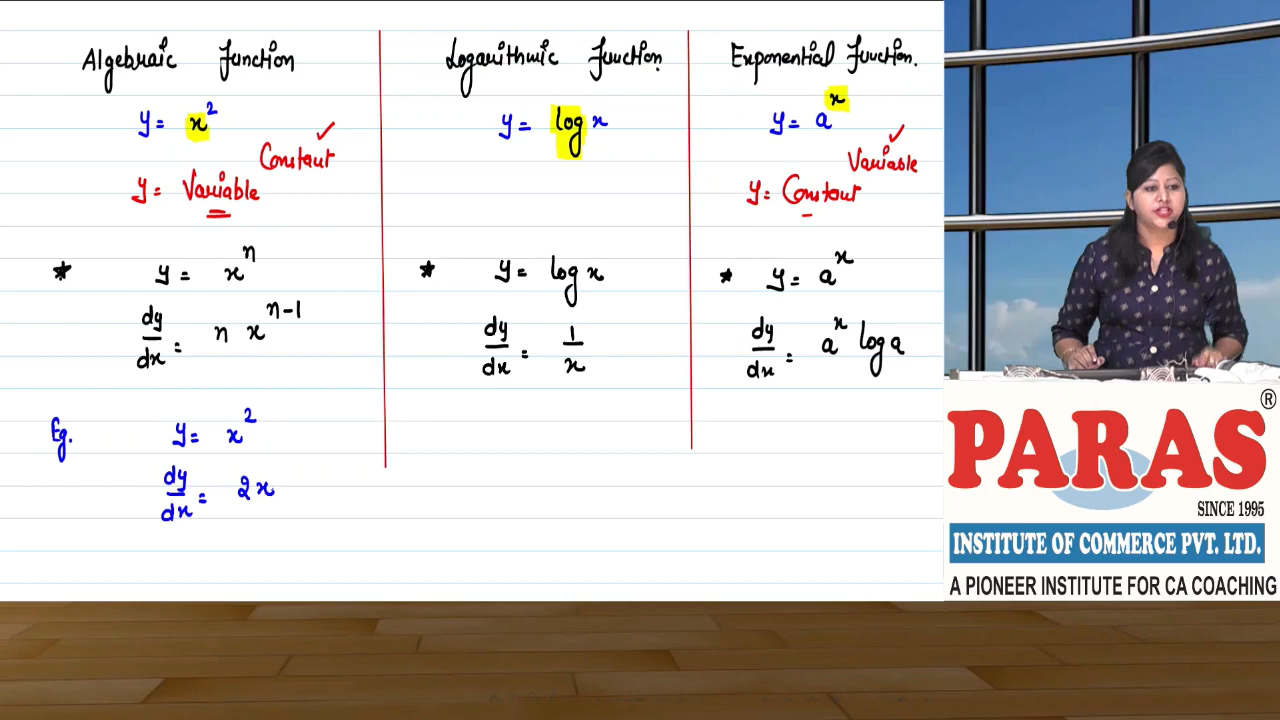 Algebraic Function
y = x²
Constant ✓
y = Variable
* y = xⁿ
dy/dx = n xⁿ⁻¹
Eg. y = x²
dy/dx = 2x
Logarithmic Function.
y = log x
* y = log x
dy/dx = 1/x
Exponential Function.
y = aˣ
Variable ✓
y = Constant
* y = aˣ
dy/dx = aˣ log a
PARAS®
SINCE 1995
INSTITUTE OF COMMERCE PVT. LTD.
A PIONEER INSTITUTE FOR CA COACHING